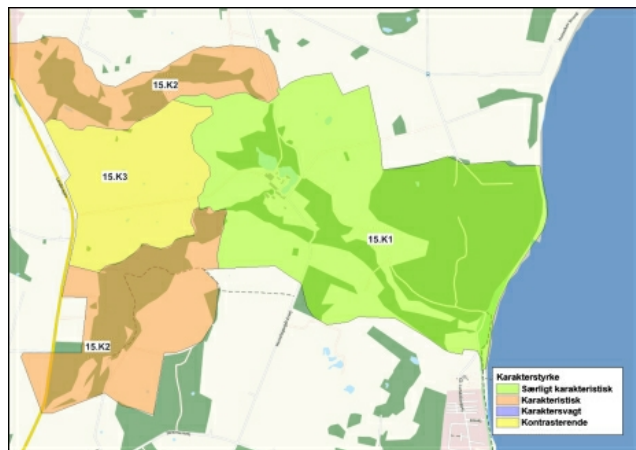 15.K2
15.K3
15.K1
15.K2
Karakterstyrke
Særligt karakteristisk
Karakteristisk
Karaktersvagt
Kontrasterende